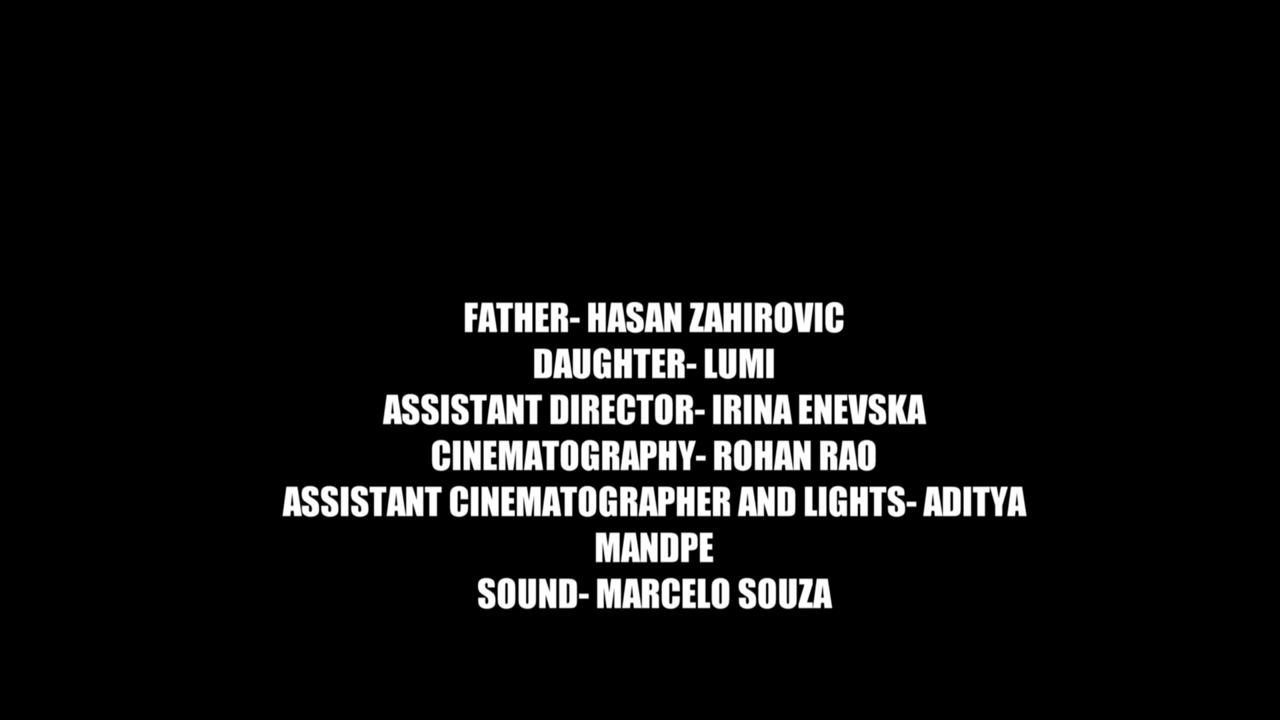 FATHER- HASAN ZAHIROVIC
DAUGHTER- LUMI
ASSISTANT DIRECTOR- IRINA ENEVSKA
CINEMATOGRAPHY- ROHAN RAO
ASSISTANT CINEMATOGRAPHER AND LIGHTS- ADITYA
MANDPE
SOUND- MARCELO SOUZA